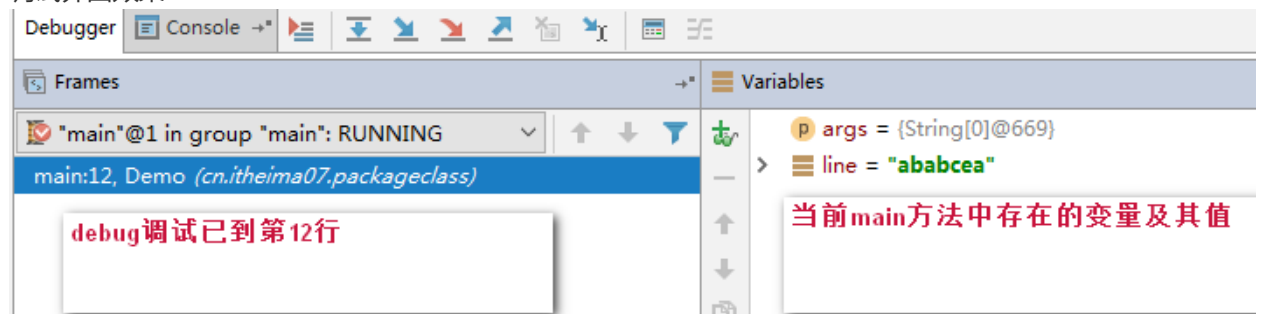 Debugger Console
Frames
Variables
"main"@1 in group "main": RUNNING
p args = {String[0]@669}
main:12, Demo (cn.itheima07.packageclass)
line = "ababcea"
debug调试已到第12行
当前main方法中存在的变量及其值